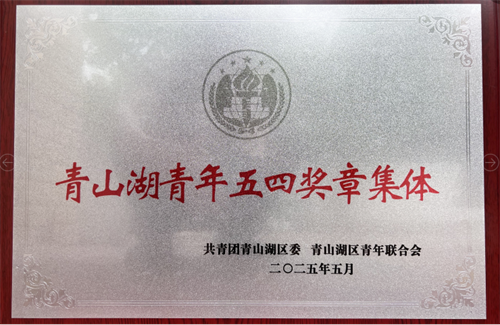 青山湖青年五四奖章集体
共青团青山湖区委 青山湖区青年联合会
二〇二五年五月